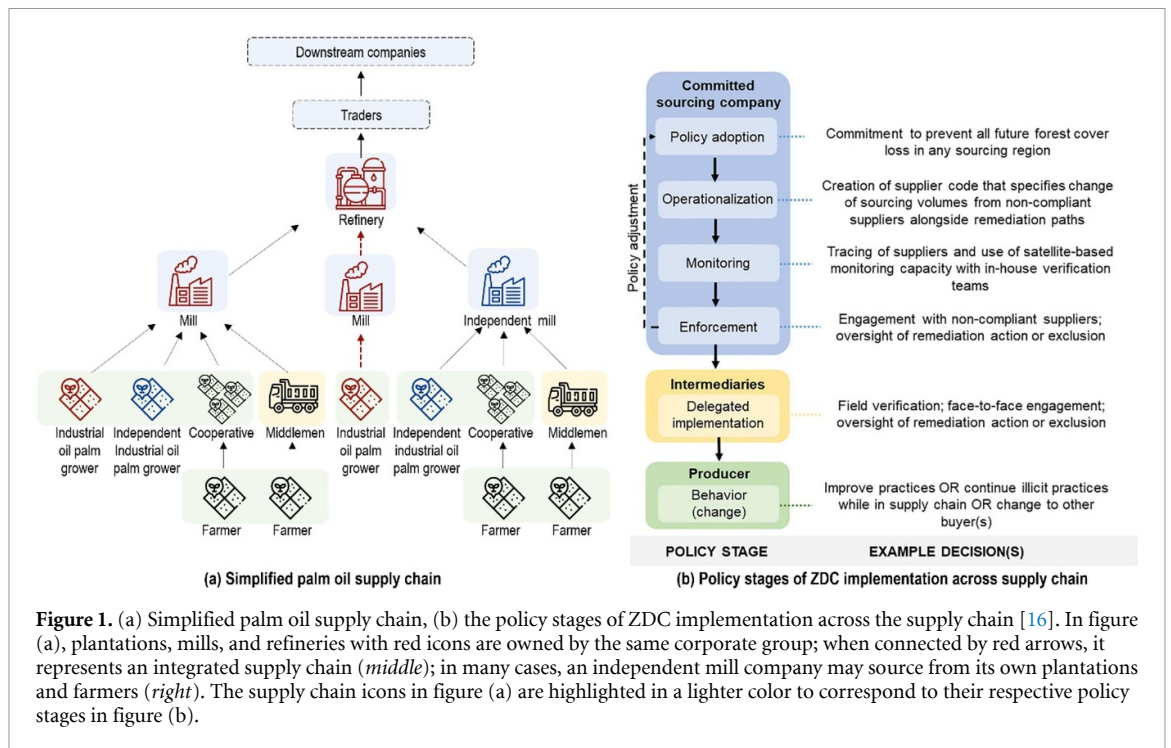 Downstream companies
Traders
Refinery
Mill
Mill
Independent mill
Industrial
oil palm
grower
Independent
Industrial oil
palm grower
Cooperative
Middlemen
Industrial
oil palm
grower
Independent
industrial oil
palm grower
Cooperative
Middlemen
Farmer
Farmer
Farmer
Farmer
(a) Simplified palm oil supply chain
Committed
sourcing company
Policy adjustment
Policy adoption
Commitment to prevent all future forest cover
loss in any sourcing region
Operationalization
Creation of supplier code that specifies change
of sourcing volumes from non-compliant
suppliers alongside remediation paths
Monitoring
Tracing of suppliers and use of satellite-based
monitoring capacity with in-house verification
teams
Enforcement
Engagement with non-compliant suppliers;
oversight of remediation action or exclusion
Intermediaries
Delegated
implementation
Field verification; face-to-face engagement;
oversight of remediation action or exclusion
Producer
Behavior
(change)
Improve practices OR continue illicit practices
while in supply chain OR change to other
buyer(s)
POLICY STAGE
EXAMPLE DECISION(S)
(b) Policy stages of ZDC implementation across supply chain
Figure 1. (a) Simplified palm oil supply chain, (b) the policy stages of ZDC implementation across the supply chain [16]. In figure
(a), plantations, mills, and refineries with red icons are owned by the same corporate group; when connected by red arrows, it
represents an integrated supply chain (middle); in many cases, an independent mill company may source from its own plantations
and farmers (right). The supply chain icons in figure (a) are highlighted in a lighter color to correspond to their respective policy
stages in figure (b).